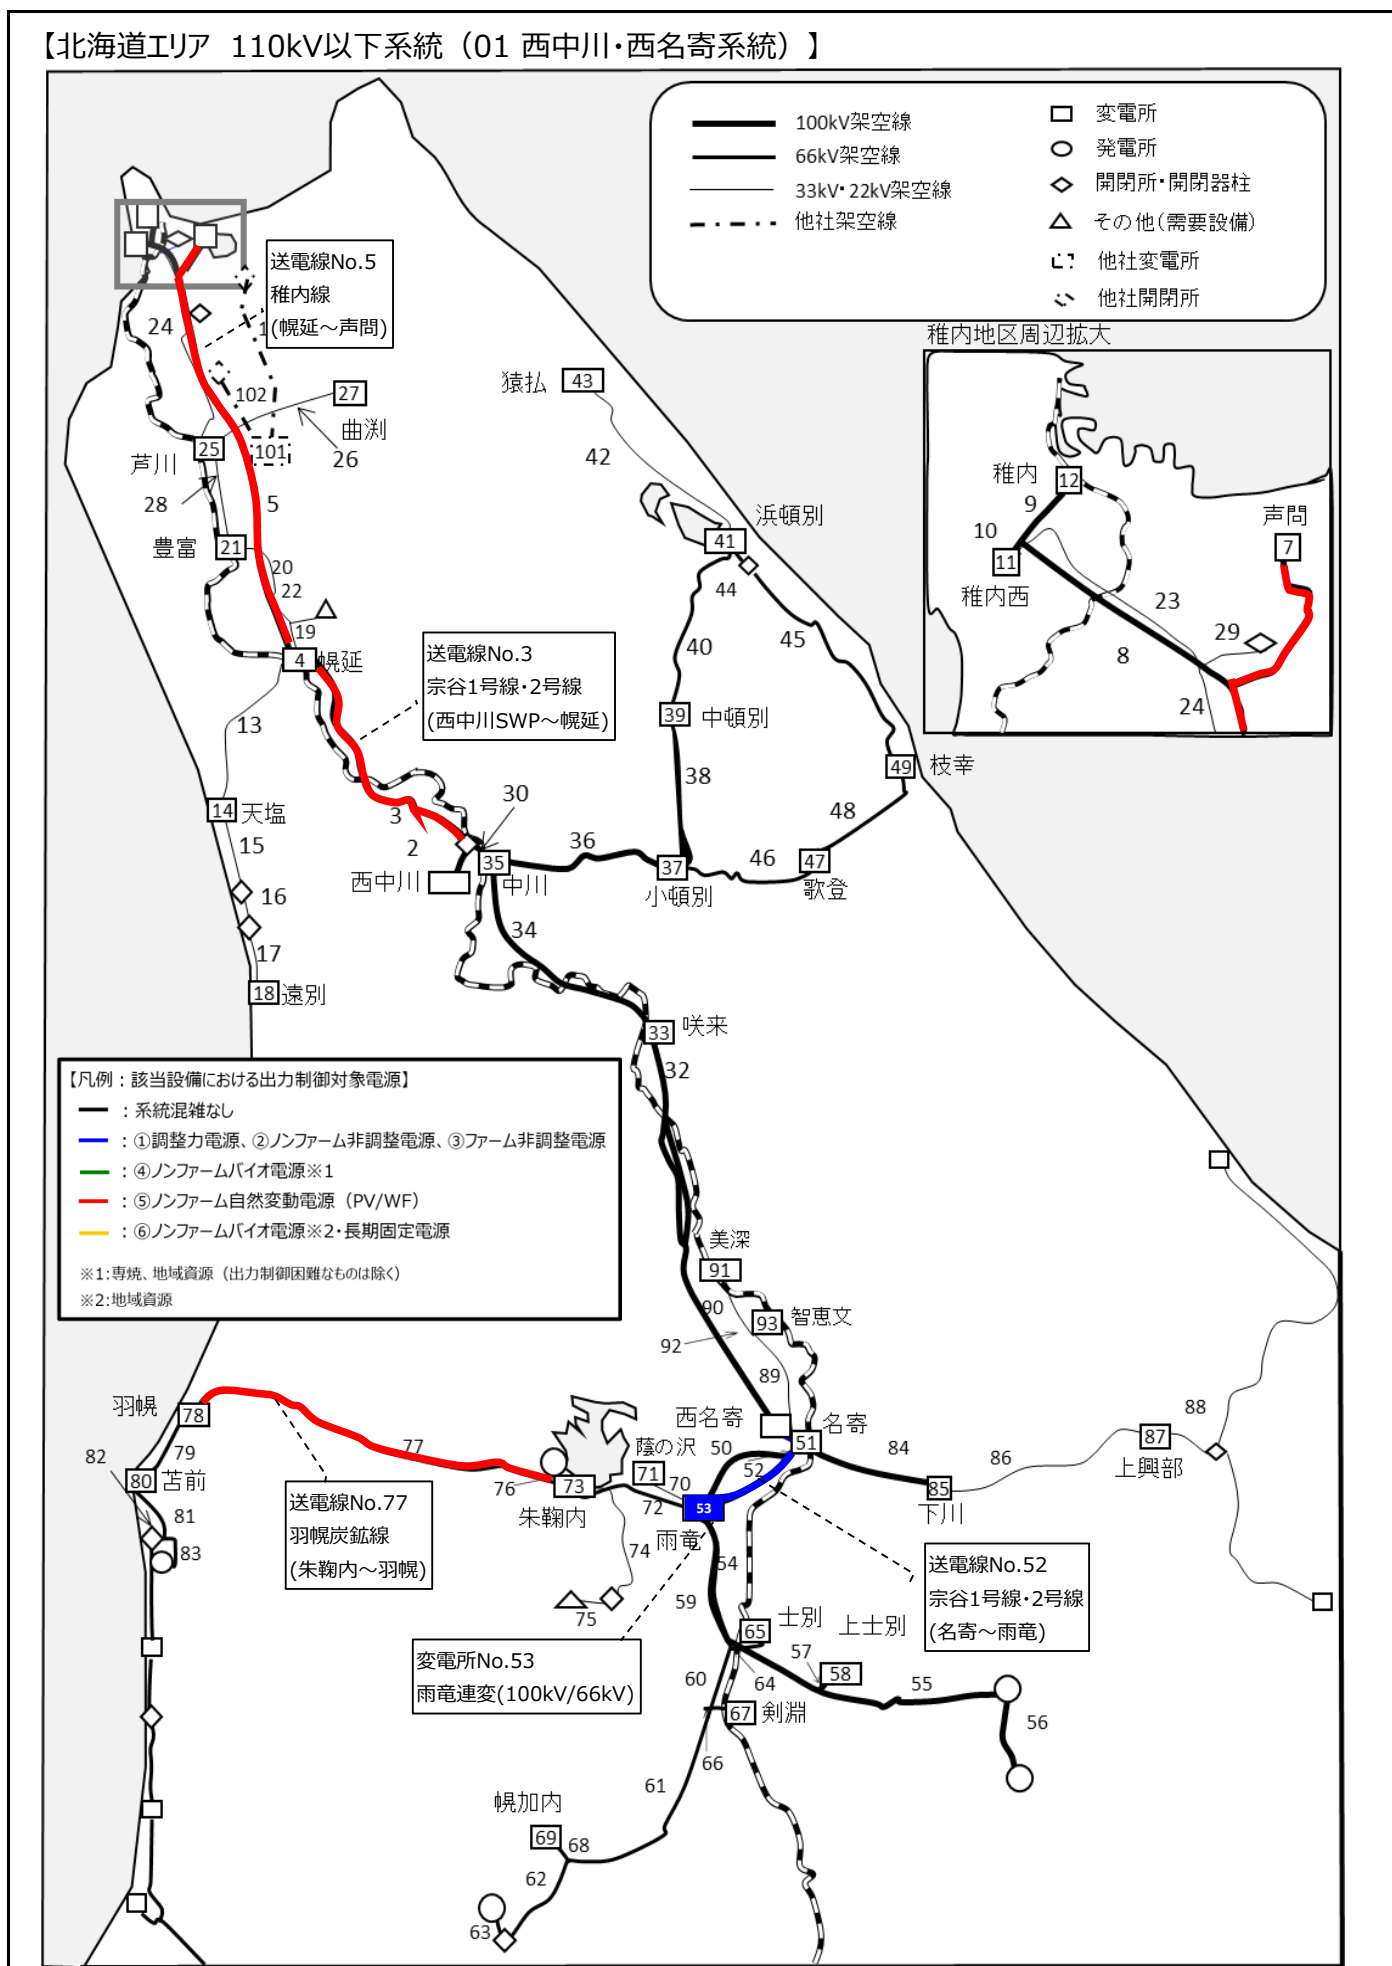 【北海道エリア 110kV以下系統（01 西中川・西名寄系統）】
100kV架空線
66kV架空線
33kV・22kV架空線
他社架空線
変電所
発電所
開閉所・開閉器柱
その他(需要設備)
他社変電所
他社開閉所
送電線No.5
稚内線
(幌延～声問)
24
1
102
27
曲渕
26
25
芦川
101
28
5
豊富
21
20
22
19
4
幌延
13
14
天塩
15
16
17
18
遠別
送電線No.3
宗谷1号線・2号線
(西中川SWP～幌延)
3
2
30
西中川
35
中川
36
37
小頓別
34
猿払
43
42
浜頓別
41
44
45
40
39
中頓別
38
49
枝幸
48
46
47
歌登
稚内地区周辺拡大
稚内
12
9
10
11
稚内西
声問
7
23
29
8
24
33
咲来
32
【凡例：該当設備における出力制御対象電源】
：系統混雑なし
：①調整力電源、②ノンファーム非調整電源、③ファーム非調整電源
：④ノンファームバイオ電源※1
：⑤ノンファーム自然変動電源（PV/WF）
：⑥ノンファームバイオ電源※2・長期固定電源
※1:専焼、地域資源（出力制御困難なものは除く）
※2:地域資源
美深
91
90
93
智恵文
92
89
西名寄
名寄
51
50
52
84
85
下川
86
87
上興部
88
羽幌
78
79
82
80
苫前
81
83
77
76
73
朱鞠内
蔭の沢
71
70
72
53
雨竜
74
75
54
59
送電線No.77
羽幌炭鉱線
(朱鞠内～羽幌)
送電線No.52
宗谷1号線・2号線
(名寄～雨竜)
変電所No.53
雨竜連変(100kV/66kV)
士別
上士別
65
64
57
58
55
56
60
67
剣淵
66
61
幌加内
69
68
62
63